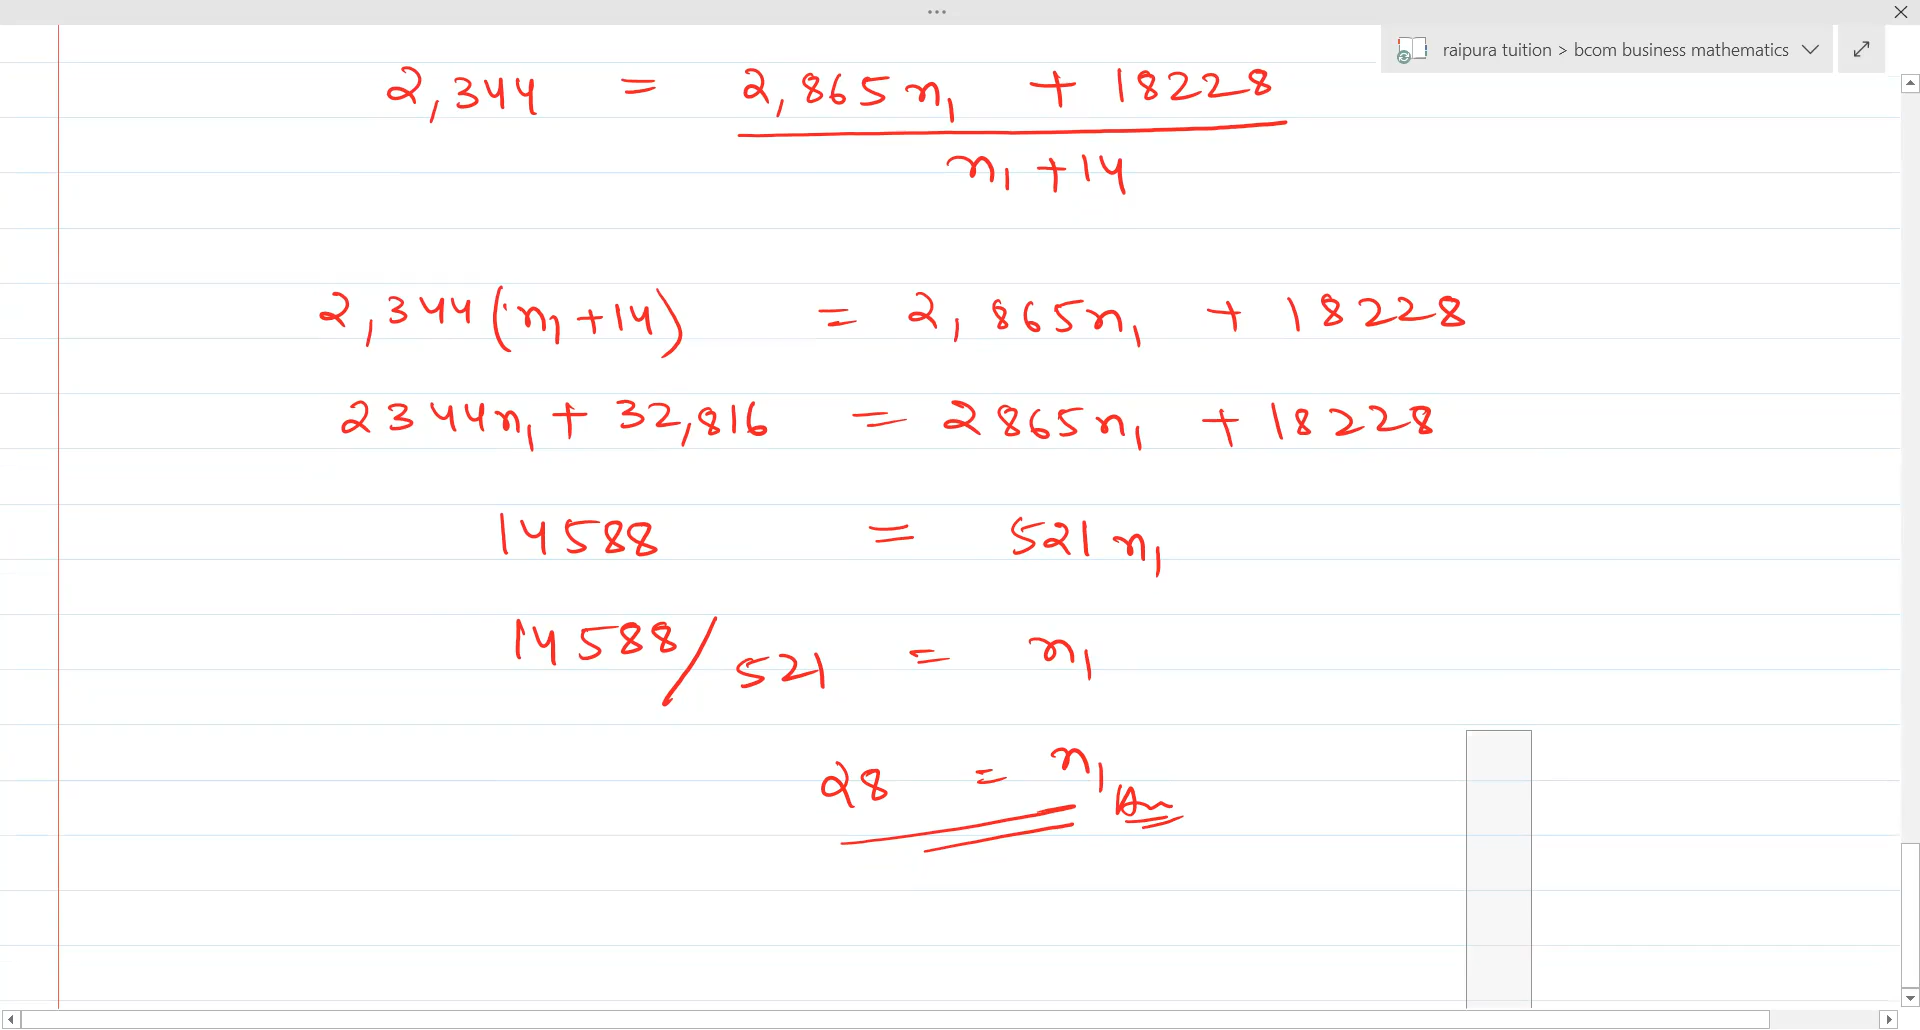 raipura tuition > bcom business mathematics
2,344 = 2,865n₁ + 18228
n₁ + 14
2,344(n₁ + 14) = 2,865n₁ + 18228
2344n₁ + 32,816 = 2865n₁ + 18228
14588 = 521n₁
14588/521 = n₁
28 = n₁ Ans